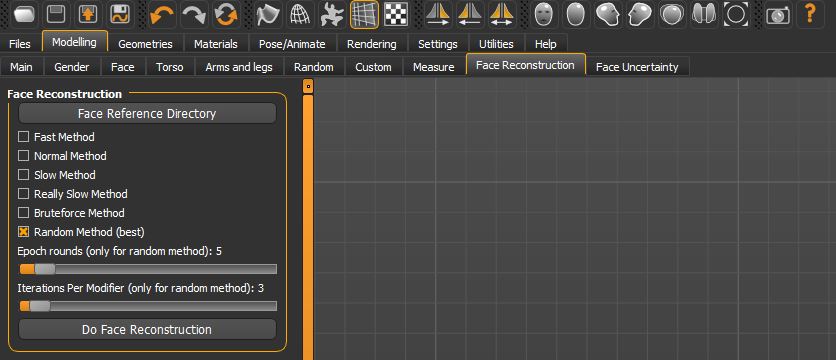 Files Modelling Geometries Materials Pose/Animate Rendering Settings Utilities Help
Main Gender Face Torso Arms and legs Random Custom Measure Face Reconstruction Face Uncertainty
Face Reconstruction
Face Reference Directory
Fast Method
Normal Method
Slow Method
Really Slow Method
Bruteforce Method
Random Method (best)
Epoch rounds (only for random method): 5
Iterations Per Modifier (only for random method): 3
Do Face Reconstruction